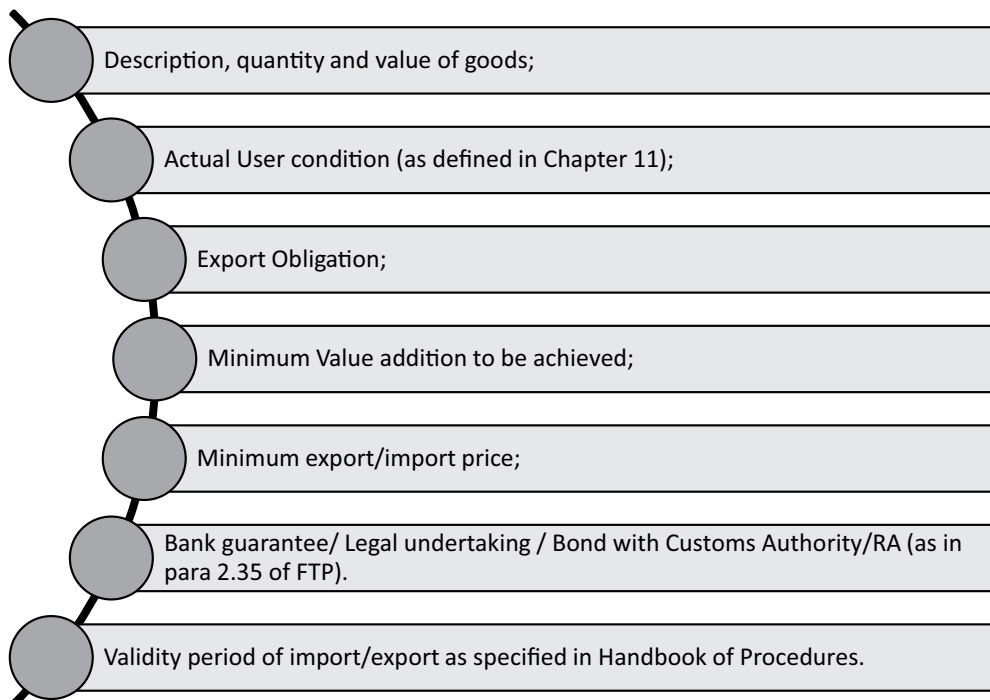 Description, quantity and value of goods;
Actual User condition (as defined in Chapter 11);
Export Obligation;
Minimum Value addition to be achieved;
Minimum export/import price;
Bank guarantee/ Legal undertaking / Bond with Customs Authority/RA (as in
para 2.35 of FTP).
Validity period of import/export as specified in Handbook of Procedures.